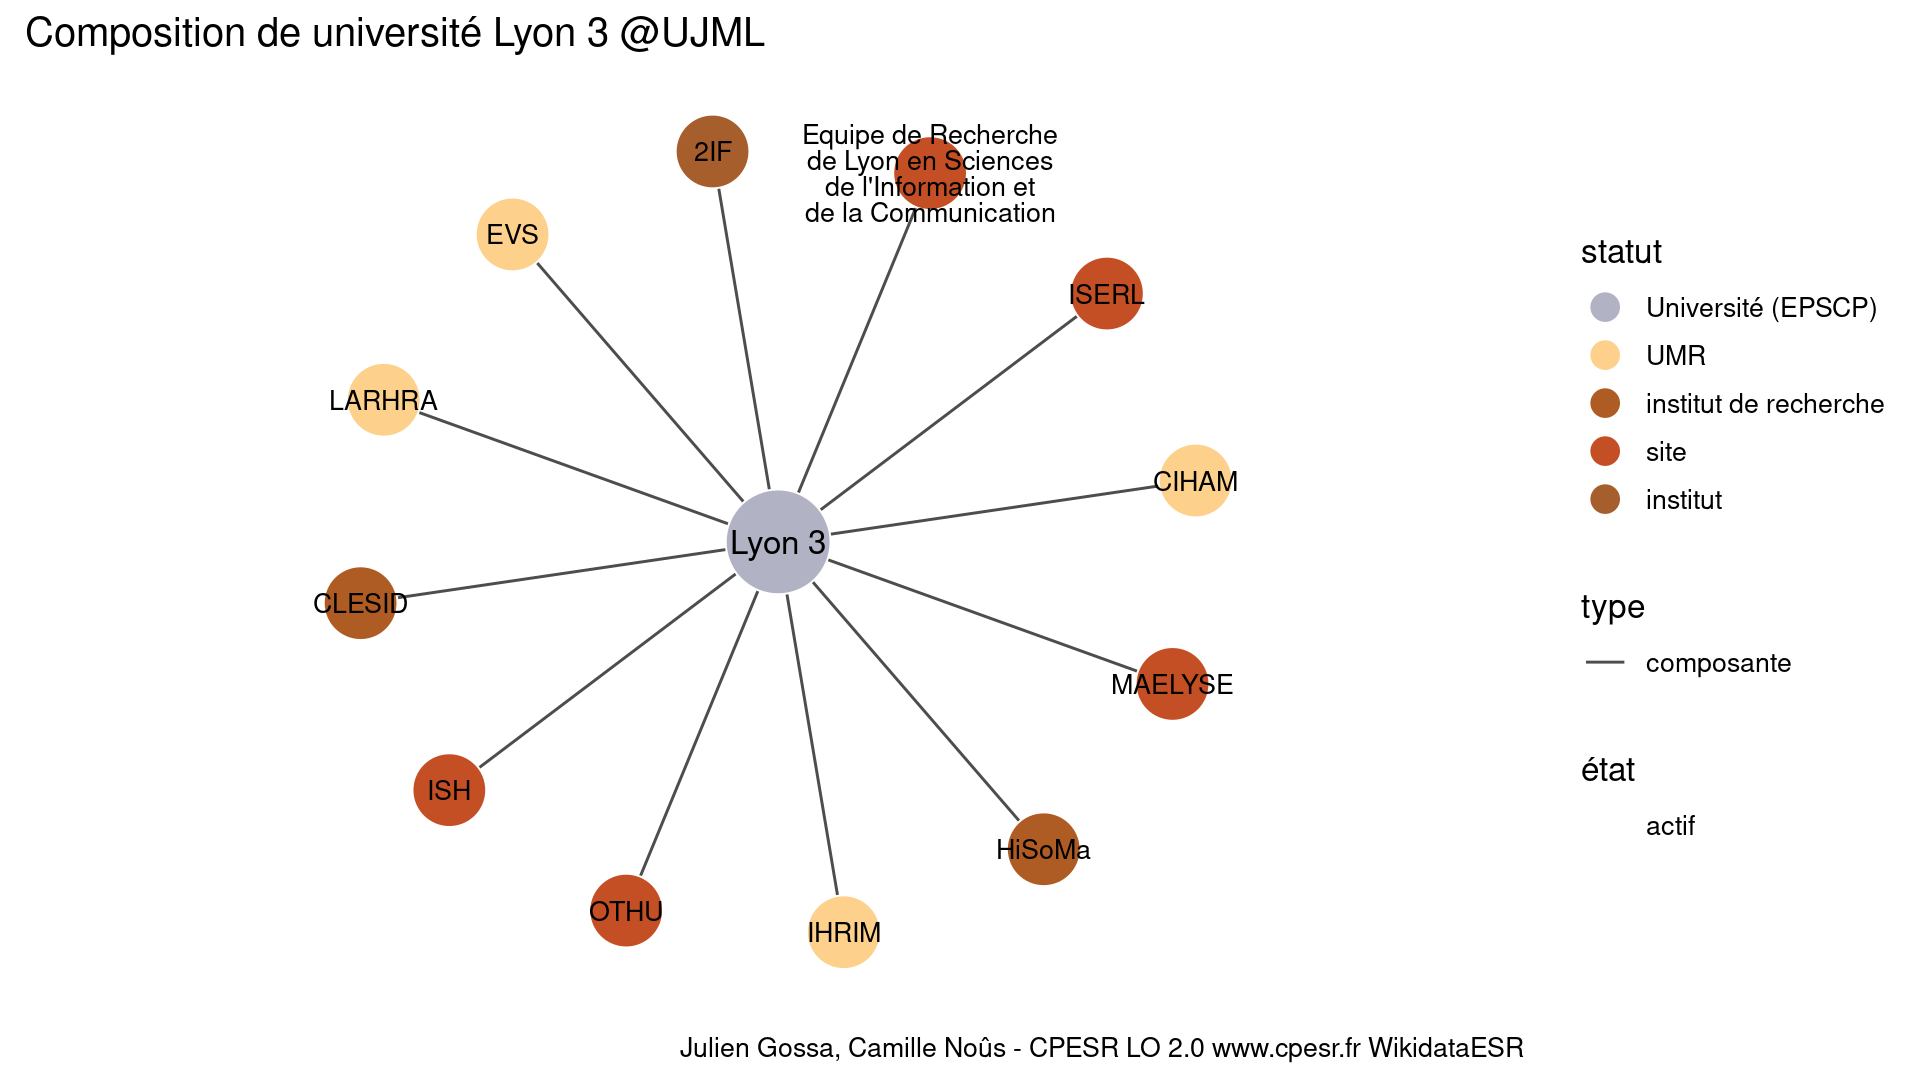 Composition de université Lyon 3 @UJML
2IF
Equipe de Recherche
de Lyon en Sciences
de l'Information et
de la Communication
EVS
ISERL
LARHRA
CIHAM
Lyon 3
CLESID
MAELYSE
ISH
HiSoMa
OTHU
IHRIM
statut
Université (EPSCP)
UMR
institut de recherche
site
institut
type
composante
état
actif
Julien Gossa, Camille Noûs - CPESR LO 2.0 www.cpesr.fr WikidataESR